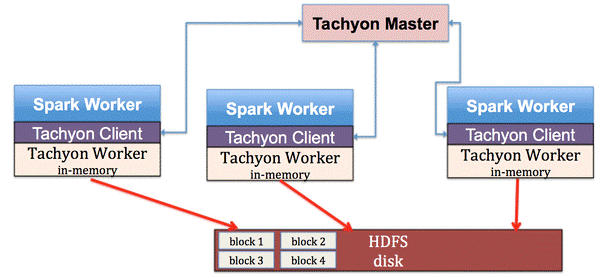 Tachyon Master
Spark Worker
Tachyon Client
Tachyon Worker
in-memory
Spark Worker
Tachyon Client
Tachyon Worker
in-memory
Spark Worker
Tachyon Client
Tachyon Worker
in-memory
block 1
block 2
block 3
block 4
HDFS
disk